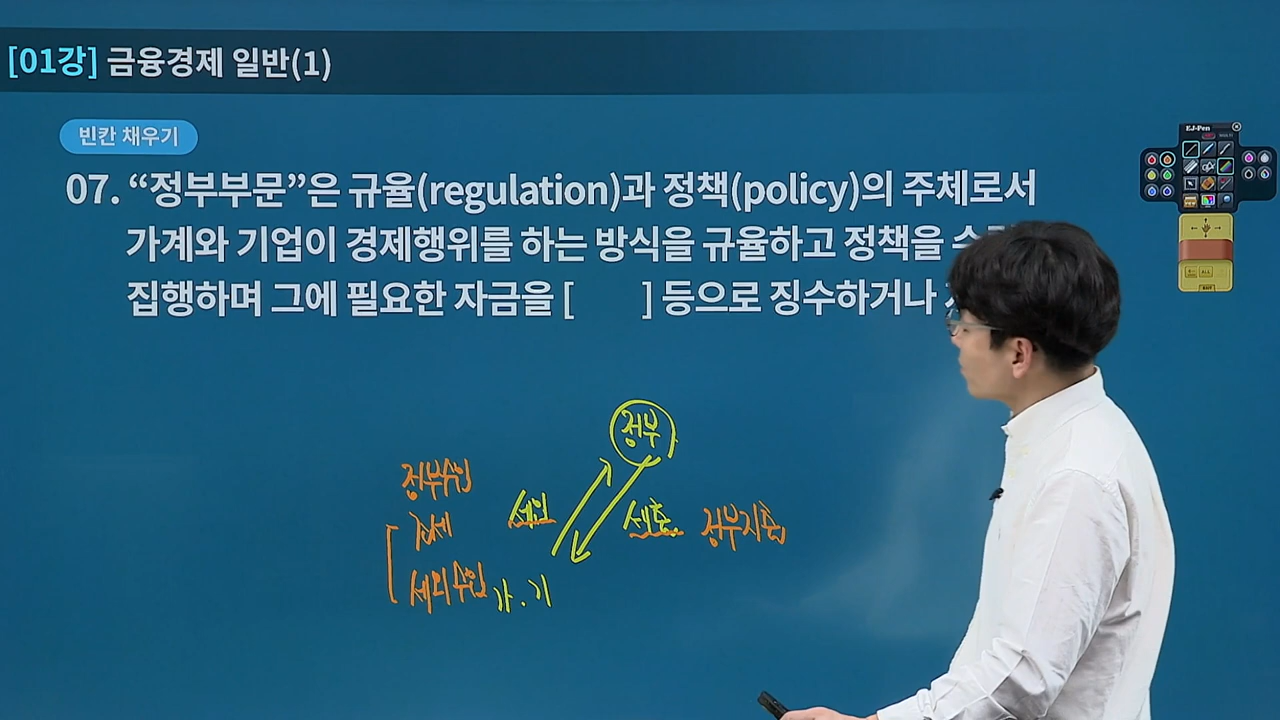 [01강] 금융경제 일반(1)
빈칸 채우기
07. “정부부문”은 규율(regulation)과 정책(policy)의 주체로서
가계와 기업이 경제행위를 하는 방식을 규율하고 정책을
집행하며 그에 필요한 자금을 [ ] 등으로 징수하거나
정부
정부수입
세입
세출
정부지출
조세
세외수입
가.기
EJ-Pen